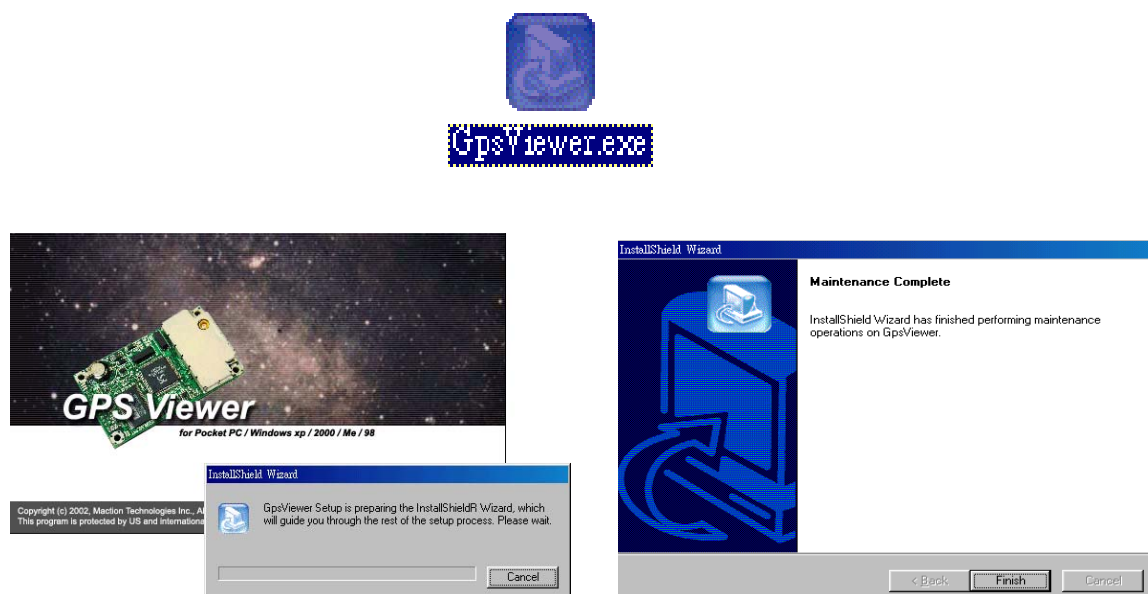 GpsViewer.exe
GPS Viewer
for Pocket PC / Windows xp / 2000 / Me / 98
Copyright (c) 2002, Maction Technologies Inc.,
This program is protected by US and
InstallShield Wizard
GpsViewer Setup is preparing the InstallShieldR Wizard, which
will guide you through the rest of the setup process. Please wait.
Cancel
InstallShield Wizard
Maintenance Complete
InstallShield Wizard has finished performing maintenance
operations on GpsViewer.
< Back
Finish
Cancel